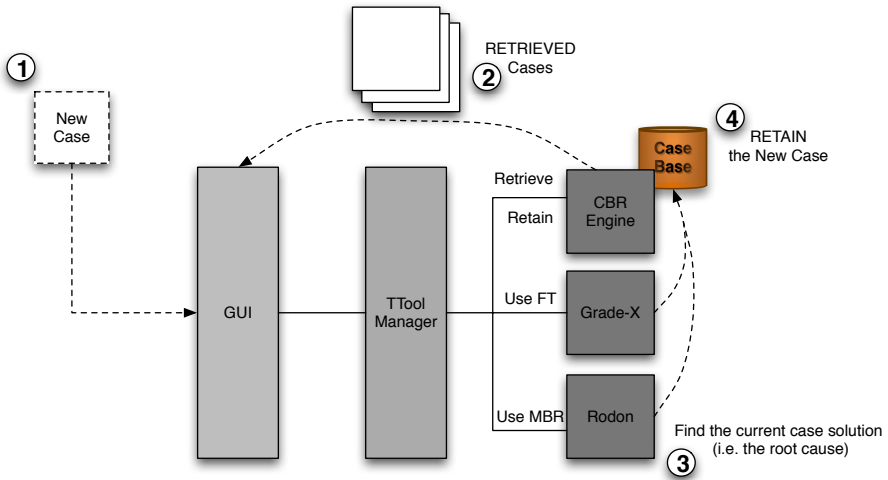 1
New
Case
RETRIEVED
Cases
2
4
RETAIN
the New Case
Case
Base
Retrieve
Retain
CBR
Engine
GUI
TTool
Manager
Use FT
Grade-X
Use MBR
Rodon
Find the current case solution
(i.e. the root cause)
3